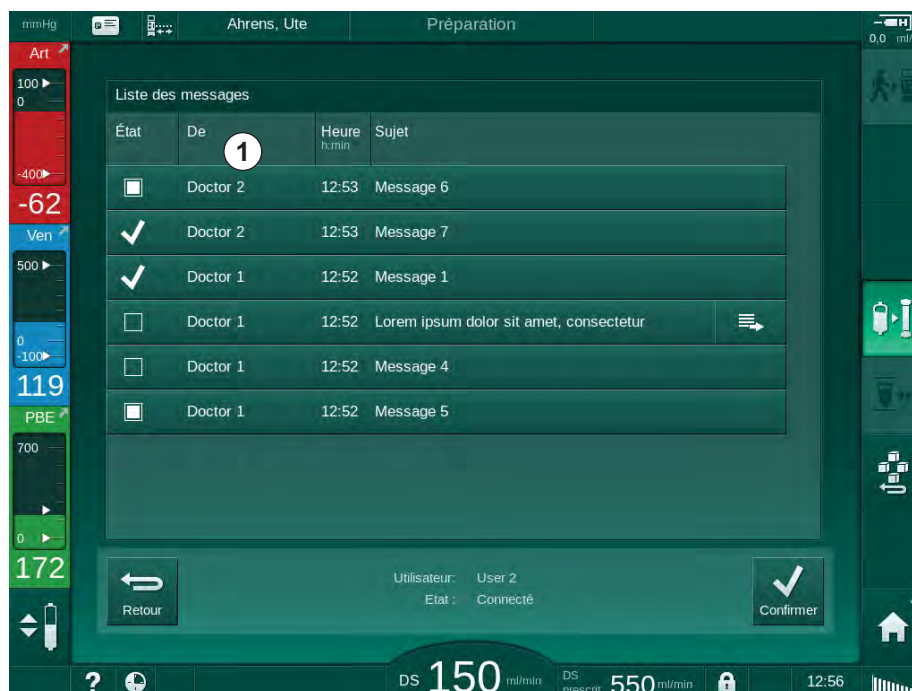 mmHg
Ahrens, Ute
Préparation
0,0 ml/
Art
100
0
-400
-62
Ven
500
0
-100
119
PBE
700
0
172
Liste des messages
État De Heure Sujet
h:min
1
Doctor 2 12:53 Message 6
Doctor 2 12:53 Message 7
Doctor 1 12:52 Message 1
Doctor 1 12:52 Lorem ipsum dolor sit amet, consectetur
Doctor 1 12:52 Message 4
Doctor 1 12:52 Message 5
Retour
Utilisateur: User 2
Etat : Connecté
Confirmer
? DS 150 ml/min DS prescrit 550 ml/min 12:56